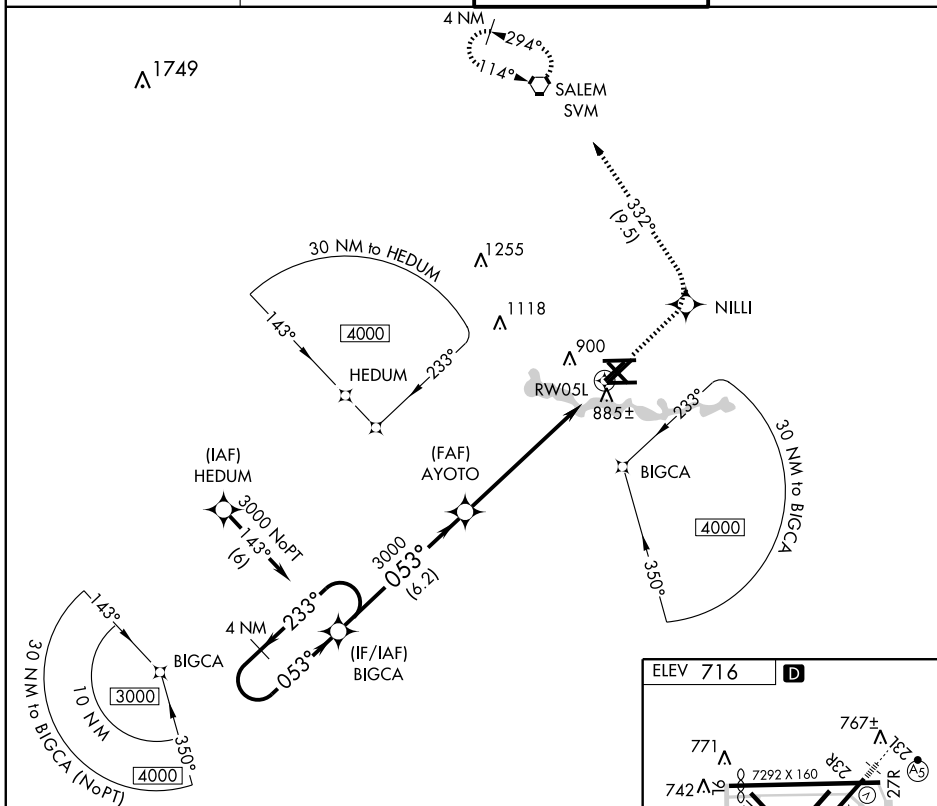 4 NM
294°
114°
SALEM
SVM
1749
332°
(9.5)
30 NM to HEDUM
1255
1118
143°
4000
233°
HEDUM
NILLI
900
RW05L
885±
(FAF)
AYOTO
233°
BIGCA
30 NM to BIGCA
4000
350°
(IAF)
HEDUM
3000 NoPT
143°
(6)
3000
053°
(6.2)
143°
4 NM
233°
053°
(IF/IAF)
BIGCA
BIGCA
3000
10 NM
30 NM to BIGCA (NoPT)
350°
4000
ELEV 716
D
767±
771
742
16
7292 X 160
23R
23L
27R
A5
V